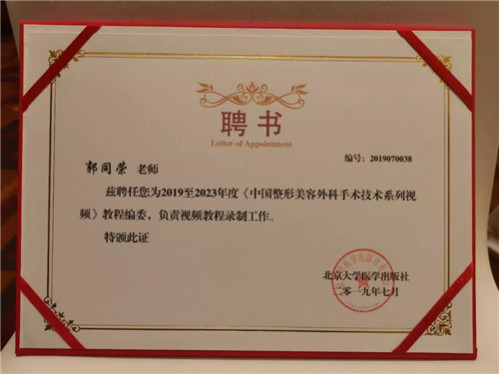 聘书
Letter of Appointment
编号：2019070038
郭同荣 老师
兹聘任您为2019至2023年度《中国整形美容外科手术技术系列视
频》教程编委，负责视频教程录制工作。
特颁此证
北京大学医学出版社
二零一九年七月